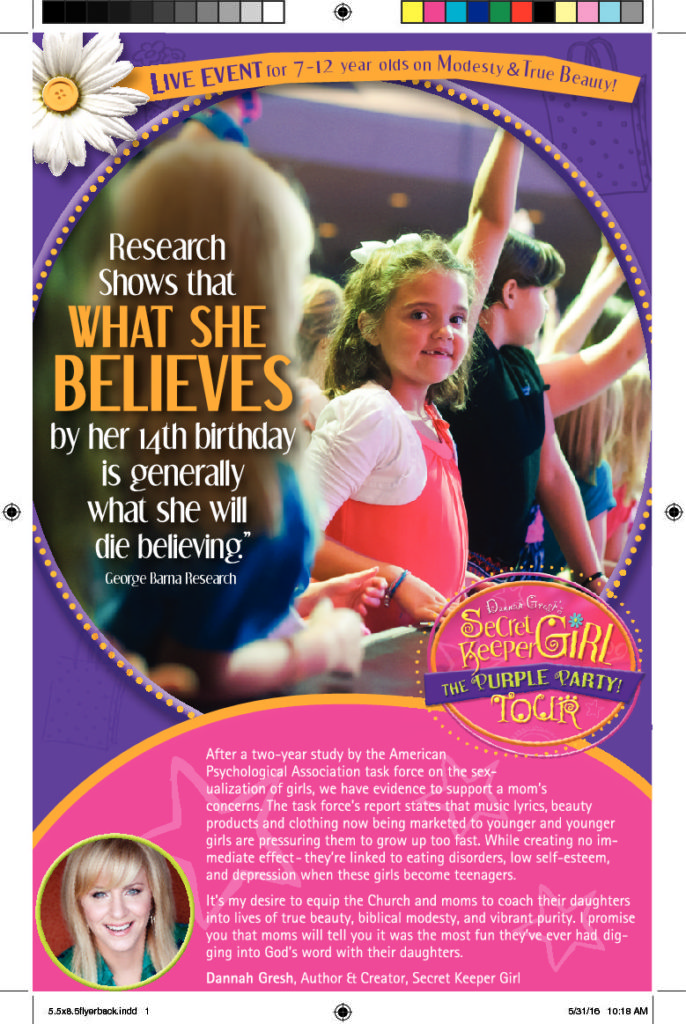 LIVE EVENT for 7-12 year olds on Modesty & True Beauty!
Research
Shows that
WHAT SHE
BELIEVES
by her 14th birthday
is generally
what she will
die believing."
George Barna Research
Dannah Gresh's
Secret
Keeper GiRL
THE PURPLE PARTY!
TOUR
After a two-year study by the American
Psychological Association task force on the sex-
ualization of girls, we have evidence to support a mom's
concerns. The task force's report states that music lyrics, beauty
products and clothing now being marketed to younger and younger
girls are pressuring them to grow up too fast. While creating no im-
mediate effect - they're linked to eating disorders, low self-esteem,
and depression when these girls become teenagers.
It's my desire to equip the Church and moms to coach their daughters
into lives of true beauty, biblical modesty, and vibrant purity. I promise
you that moms will tell you it was the most fun they've ever had dig-
ging into God's word with their daughters.
Dannah Gresh, Author & Creator, Secret Keeper Girl
5.5x8.5flyerback.indd 1
5/31/16 10:18 AM